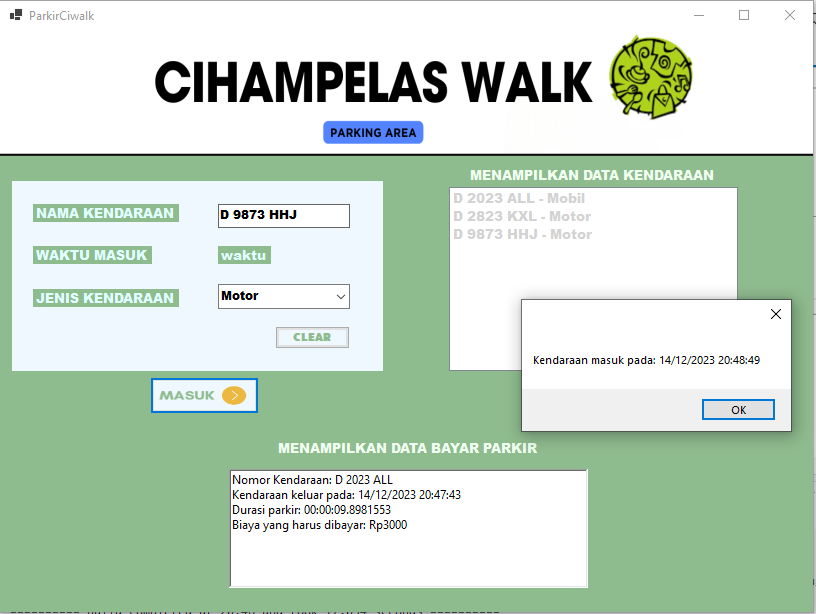 ParkirCiwalk
CIHAMPELAS WALK
PARKING AREA
MENAMPILKAN DATA KENDARAAN
NAMA KENDARAAN
D 9873 HHJ
WAKTU MASUK
waktu
JENIS KENDARAAN
Motor
CLEAR
MASUK
D 2023 ALL - Mobil
D 2823 KXL - Motor
D 9873 HHJ - Motor
Kendaraan masuk pada: 14/12/2023 20:48:49
OK
MENAMPILKAN DATA BAYAR PARKIR
Nomor Kendaraan: D 2023 ALL
Kendaraan keluar pada: 14/12/2023 20:47:43
Durasi parkir: 00:00:09.8981553
Biaya yang harus dibayar: Rp3000